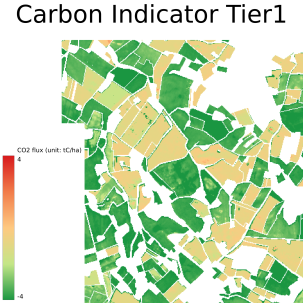 Carbon Indicator Tier1
CO2 flux (unit: tC/ha)
4
-4